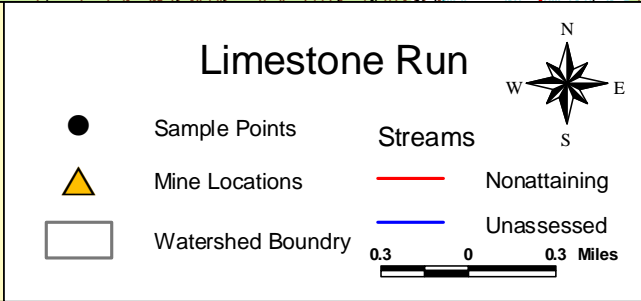 Limestone Run
N
W E
S
Sample Points
Streams
Mine Locations
Nonattaining
Unassessed
Watershed Boundry
0.3 0 0.3 Miles